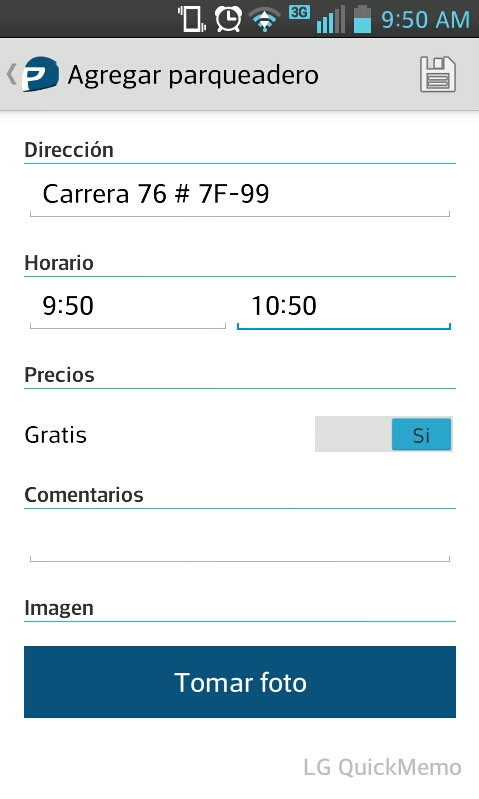 3G 9:50 AM
Agregar parqueadero
Dirección
Carrera 76 # 7F-99
Horario
9:50 10:50
Precios
Gratis Si
Comentarios
Imagen
Tomar foto
LG QuickMemo